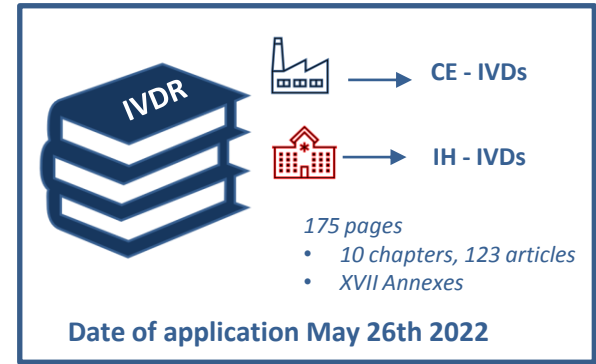 IVDR
CE - IVDs
IH - IVDs
175 pages
• 10 chapters, 123 articles
• XVII Annexes
Date of application May 26th 2022